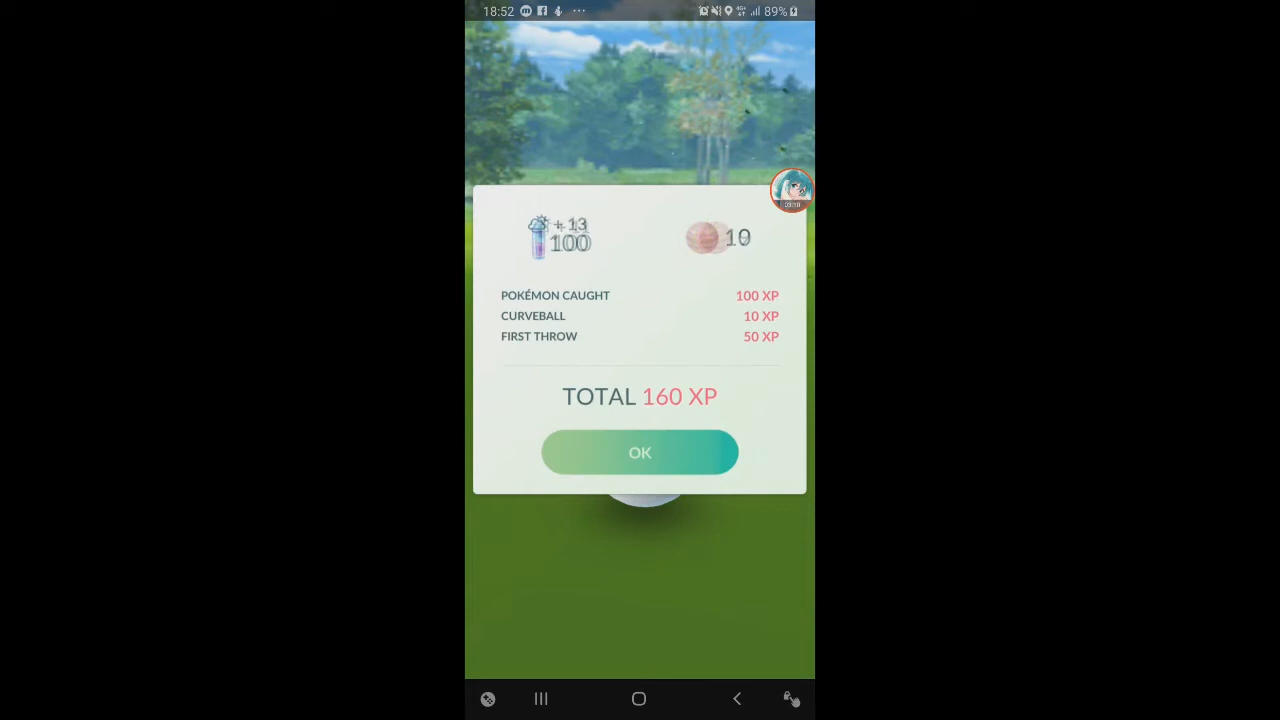 18:52
89%
+ 13
100
POKÉMON CAUGHT 100 XP
CURVEBALL 10 XP
FIRST THROW 50 XP
TOTAL 160 XP
OK